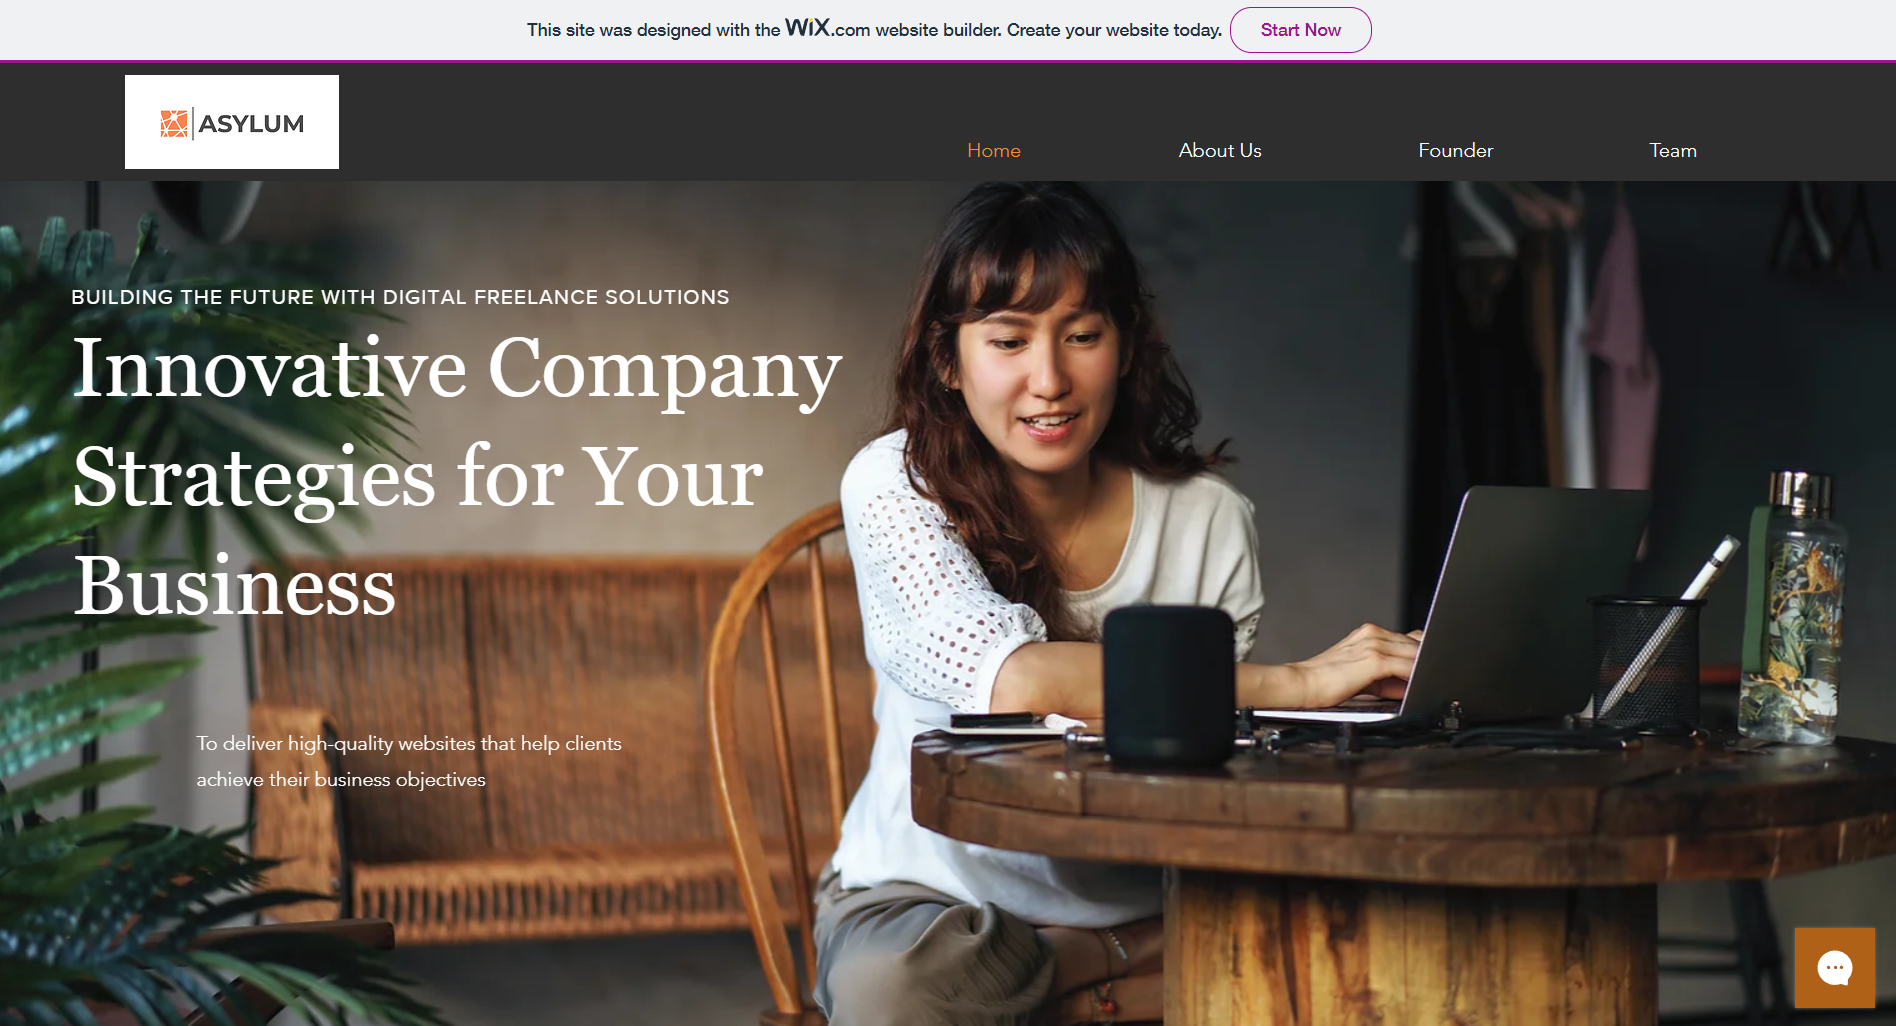 This site was designed with the WiX.com website builder. Create your website today. Start Now
ASYLUM
Home About Us Founder Team
BUILDING THE FUTURE WITH DIGITAL FREELANCE SOLUTIONS
Innovative Company
Strategies for Your
Business
To deliver high-quality websites that help clients
achieve their business objectives